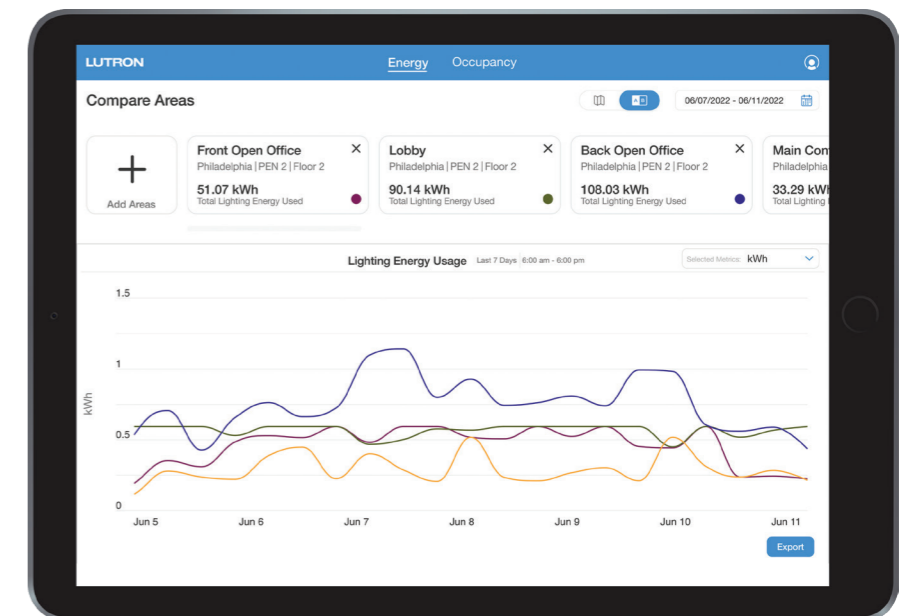 LUTRON
Energy Occupancy
Compare Areas
A B
06/07/2022 - 06/11/2022
Add Areas
Front Open Office
Philadelphia | PEN 2 | Floor 2
51.07 kWh
Total Lighting Energy Used
Lobby
Philadelphia | PEN 2 | Floor 2
90.14 kWh
Total Lighting Energy Used
Back Open Office
Philadelphia | PEN 2 | Floor 2
108.03 kWh
Total Lighting Energy Used
Main Con
Philadelphia
33.29 kWh
Total Lighting
Lighting Energy Usage Last 7 Days 6:00 am - 6:00 pm
Selected Metrics: kWh
1.5
1
kWh
0.5
0
Jun 5 Jun 6 Jun 7 Jun 8 Jun 9 Jun 10 Jun 11
Export